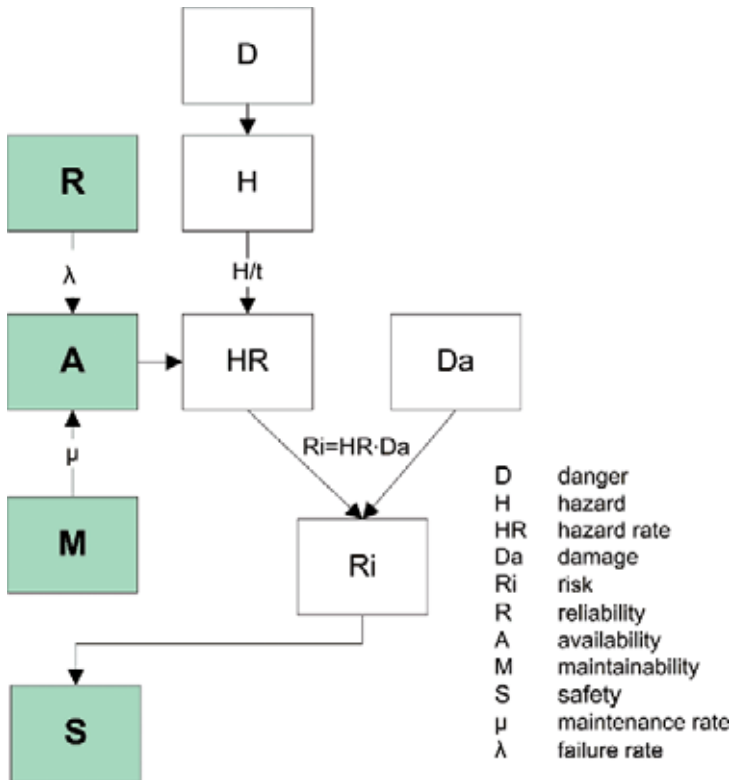 D
R
H
λ
H/t
A
HR
Da
μ
Ri=HR·Da
M
Ri
S
D danger
H hazard
HR hazard rate
Da damage
Ri risk
R reliability
A availability
M maintainability
S safety
μ maintenance rate
λ failure rate